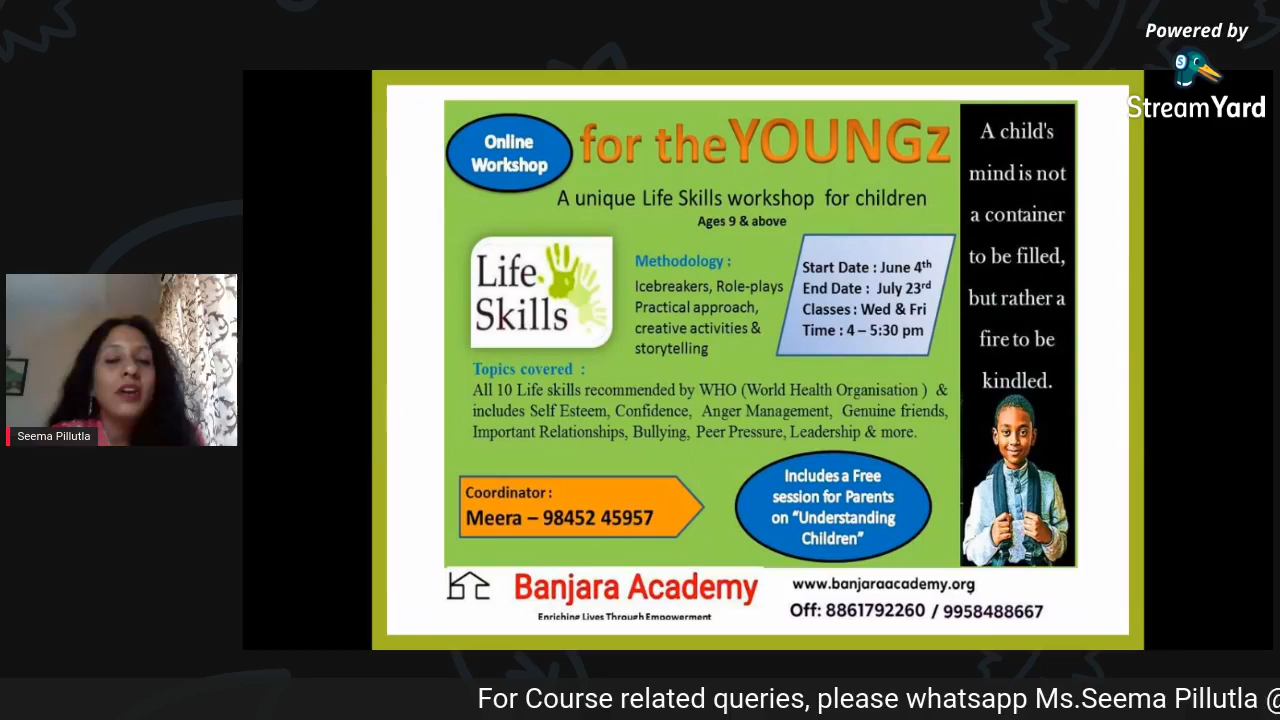 Powered by
StreamYard
Online
Workshop
for the YOUNGz
A unique Life Skills workshop for children
Ages 9 & above
Life
Skills
Methodology :
Icebreakers, Role-plays
Practical approach,
creative activities &
storytelling
Start Date : June 4th
End Date : July 23rd
Classes : Wed & Fri
Time : 4 – 5:30 pm
Topics covered :
All 10 Life skills recommended by WHO (World Health Organisation ) &
includes Self Esteem, Confidence, Anger Management, Genuine friends,
Important Relationships, Bullying, Peer Pressure, Leadership & more.
Coordinator :
Meera – 98452 45957
Includes a Free
session for Parents
on “Understanding
Children”
A child's
mind is not
a container
to be filled,
but rather a
fire to be
kindled.
Banjara Academy
Enriching Lives Through Empowerment
www.banjaraacademy.org
Off: 8861792260 / 9958488667
Seema Pillutla
For Course related queries, please whatsapp Ms.Seema Pillutla @